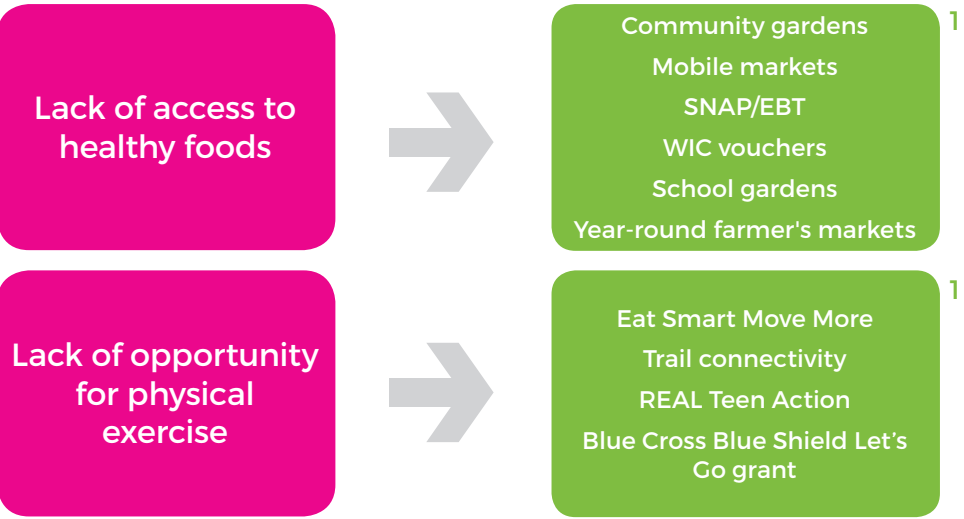 Lack of access to
healthy foods
Community gardens
Mobile markets
SNAP/EBT
WIC vouchers
School gardens
Year-round farmer's markets
1
Lack of opportunity
for physical
exercise
Eat Smart Move More
Trail connectivity
REAL Teen Action
Blue Cross Blue Shield Let’s
Go grant
1